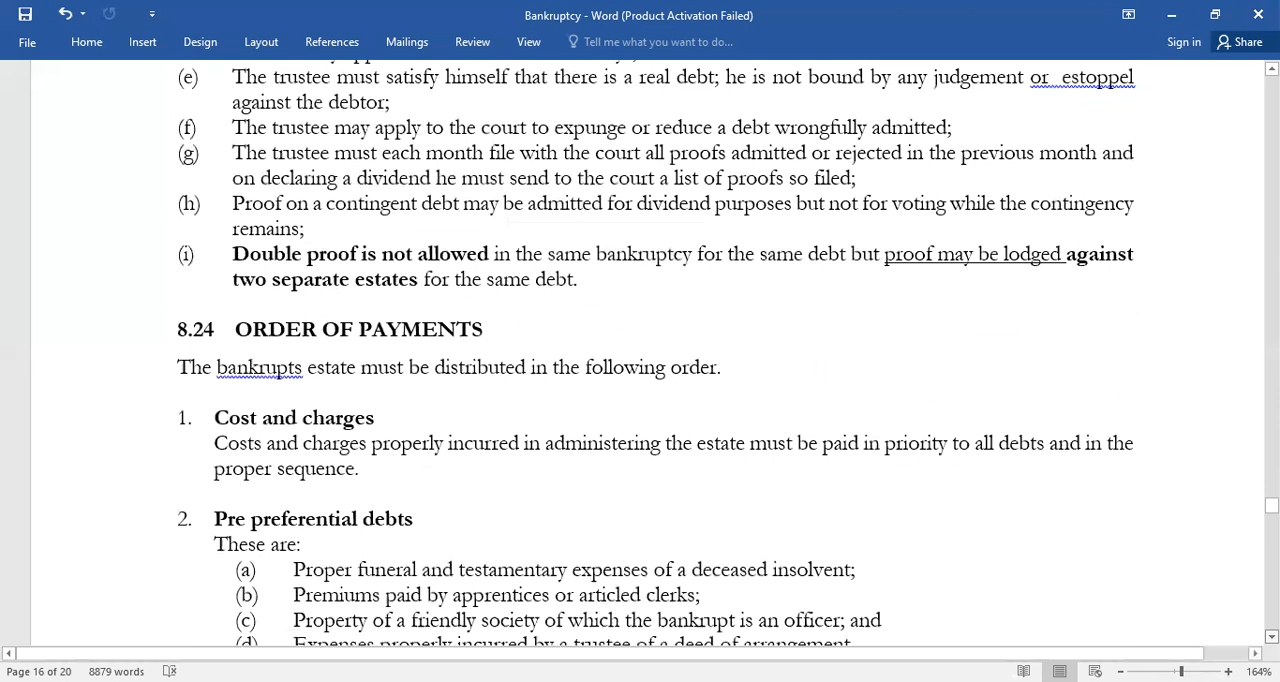 Bankruptcy - Word (Product Activation Failed)
File Home Insert Design Layout References Mailings Review View Tell me what you want to do... Sign in Share
(e) The trustee must satisfy himself that there is a real debt; he is not bound by any judgement or estoppel
against the debtor;
(f) The trustee may apply to the court to expunge or reduce a debt wrongfully admitted;
(g) The trustee must each month file with the court all proofs admitted or rejected in the previous month and
on declaring a dividend he must send to the court a list of proofs so filed;
(h) Proof on a contingent debt may be admitted for dividend purposes but not for voting while the contingency
remains;
(i) Double proof is not allowed in the same bankruptcy for the same debt but proof may be lodged against
two separate estates for the same debt.
8.24 ORDER OF PAYMENTS
The bankrupts estate must be distributed in the following order.
1. Cost and charges
Costs and charges properly incurred in administering the estate must be paid in priority to all debts and in the
proper sequence.
2. Pre preferential debts
These are:
(a) Proper funeral and testamentary expenses of a deceased insolvent;
(b) Premiums paid by apprentices or articled clerks;
(c) Property of a friendly society of which the bankrupt is an officer; and
(d) Expenses properly incurred by a trustee of a deed of arrangement
Page 16 of 20 8879 words 164%